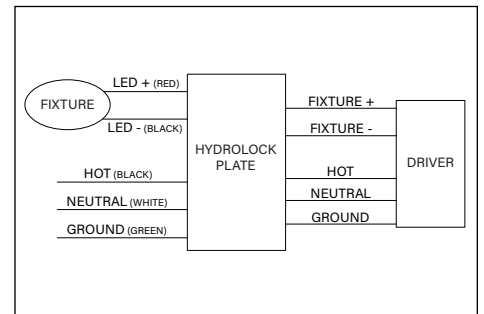 LED + (RED)
FIXTURE
LED - (BLACK)
HOT (BLACK)
NEUTRAL (WHITE)
GROUND (GREEN)
HYDROLOCK
PLATE
FIXTURE +
FIXTURE -
HOT
NEUTRAL
GROUND
DRIVER